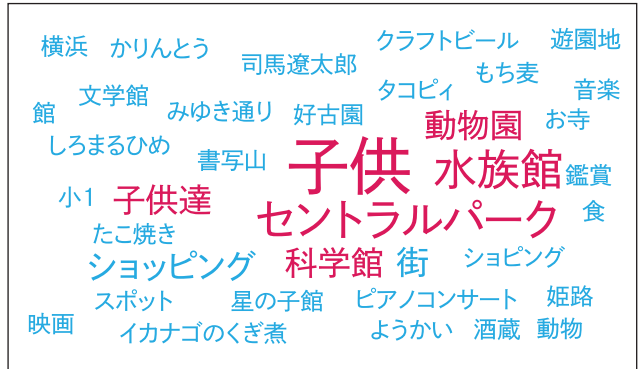 横浜 かりんとう 司馬遼太郎 クラフトビール 遊園地
館 文学館 みゆき通り 好古園 タコピィ もち麦 音楽
しろまるひめ 書写山 子供 動物園 水族館 お寺 鑑賞
小1 子供達 セントラルパーク 食
たこ焼き ショッピング 科学館 街 ショピング
スポット 星の子館 ピアノコンサート 姫路
映画 イカナゴのくぎ煮 ようかい 酒蔵 動物